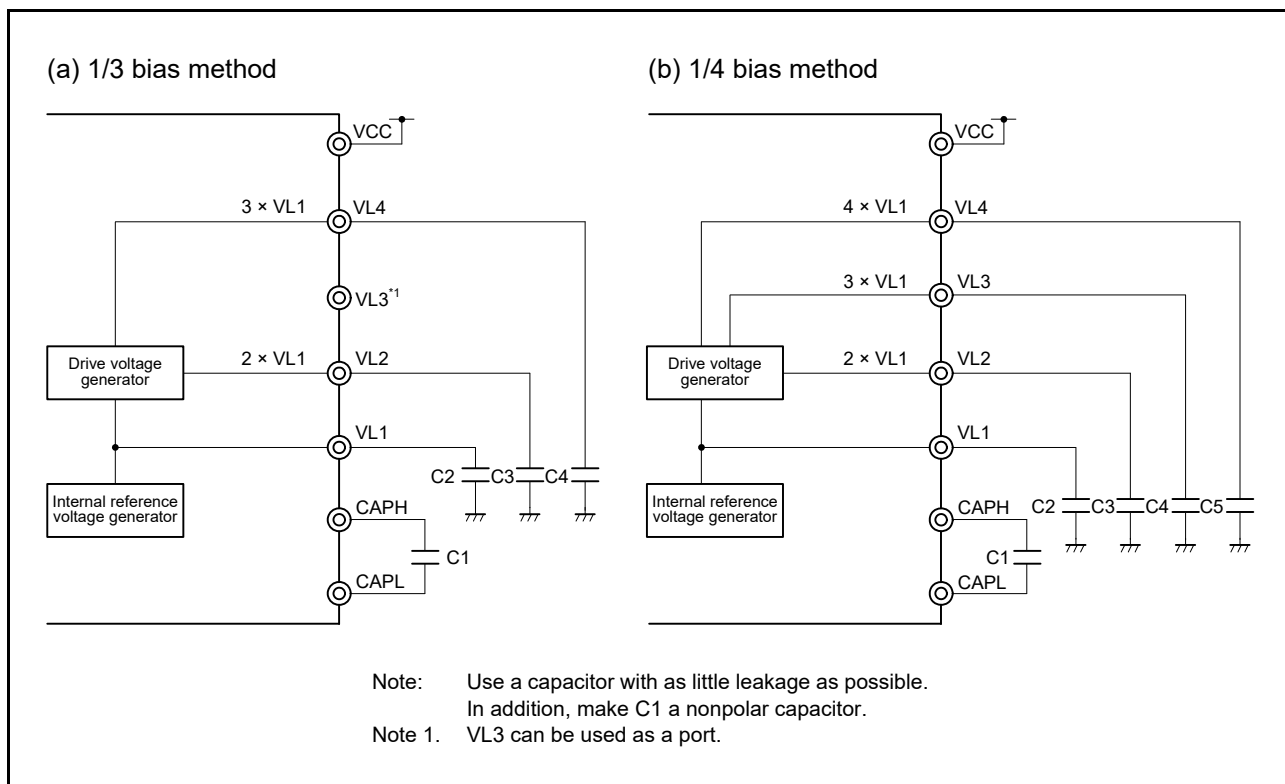 (a) 1/3 bias method
VCC
3 × VL1
VL4
VL3*1
Drive voltage
generator
2 × VL1
VL2
VL1
C2
C3
C4
Internal reference
voltage generator
CAPH
C1
CAPL
(b) 1/4 bias method
VCC
4 × VL1
VL4
3 × VL1
VL3
Drive voltage
generator
2 × VL1
VL2
VL1
Internal reference
voltage generator
C2
C3
C4
C5
CAPH
C1
CAPL
Note: Use a capacitor with as little leakage as possible.
In addition, make C1 a nonpolar capacitor.
Note 1. VL3 can be used as a port.